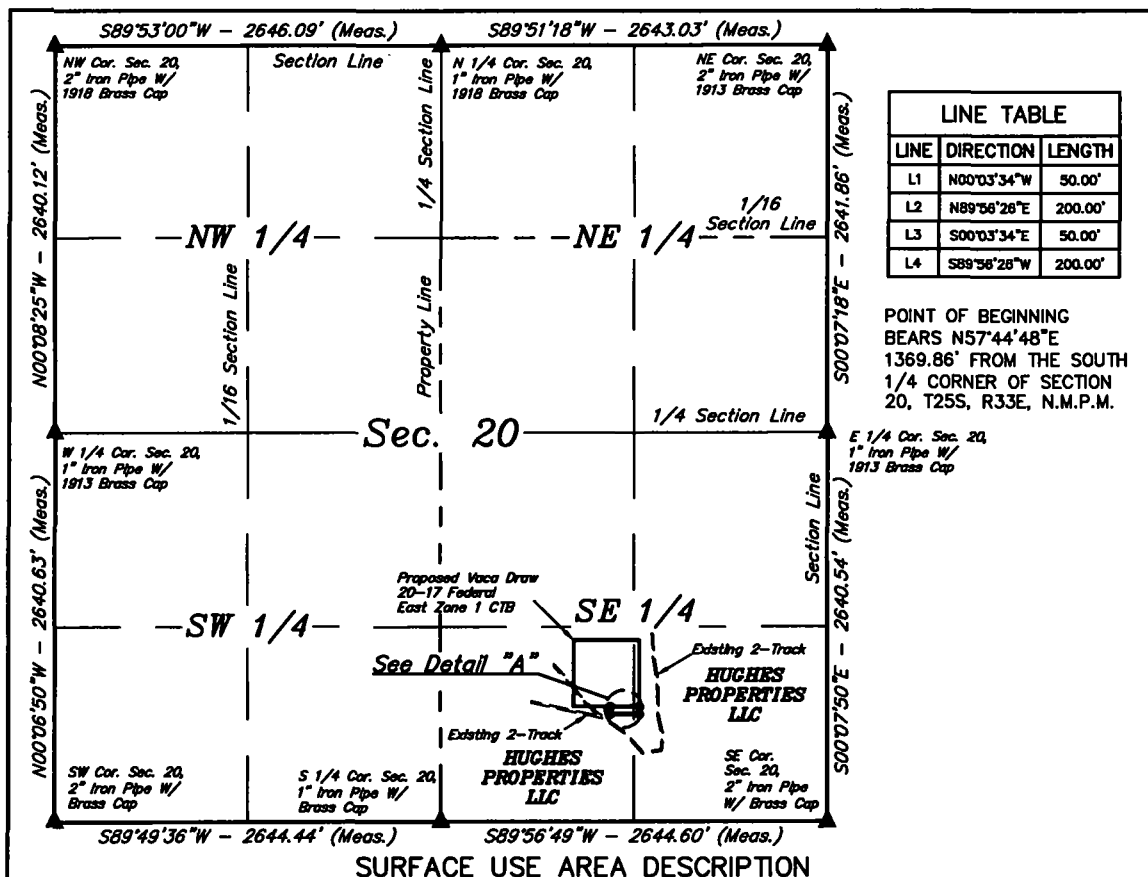 S89°53'00"W - 2646.09' (Meas.)
S89°51'18"W - 2643.03' (Meas.)
NW Cor. Sec. 20,
2" Iron Pipe W/
1918 Brass Cap
Section Line
N 1/4 Cor. Sec. 20,
1" Iron Pipe W/
1918 Brass Cap
NE Cor. Sec. 20,
2" Iron Pipe W/
1913 Brass Cap
N00°08'25"W - 2640.12' (Meas.)
1/4 Section Line
S00°07'18"E - 2641.86' (Meas.)
LINE TABLE
LINE DIRECTION LENGTH
L1 N00°03'34"W 50.00'
L2 N89°56'26"E 200.00'
L3 S00°03'34"E 50.00'
L4 S89°56'26"W 200.00'
NW 1/4
NE 1/4
1/16
Section Line
1/16 Section Line
Property Line
POINT OF BEGINNING
BEARS N57°44'48"E
1369.86' FROM THE SOUTH
1/4 CORNER OF SECTION
20, T25S, R33E, N.M.P.M.
Sec. 20
1/4 Section Line
W 1/4 Cor. Sec. 20,
1" Iron Pipe W/
1913 Brass Cap
E 1/4 Cor. Sec. 20,
1" Iron Pipe W/
1913 Brass Cap
N00°06'50"W - 2640.63' (Meas.)
Section Line
S00°07'50"E - 2640.54' (Meas.)
Proposed Vaca Draw
20-17 Federal
East Zone 1 CTB
SW 1/4
SE 1/4
See Detail "A"
Existing 2-Track
HUGHES
PROPERTIES
LLC
Existing 2-Track
HUGHES
PROPERTIES
LLC
SW Cor. Sec. 20,
2" Iron Pipe W/
Brass Cap
S 1/4 Cor. Sec. 20,
1" Iron Pipe W/
Brass Cap
SE Cor.
Sec. 20,
2" Iron Pipe
W/ Brass Cap
S89°49'36"W - 2644.44' (Meas.)
S89°56'49"W - 2644.60' (Meas.)
SURFACE USE AREA DESCRIPTION